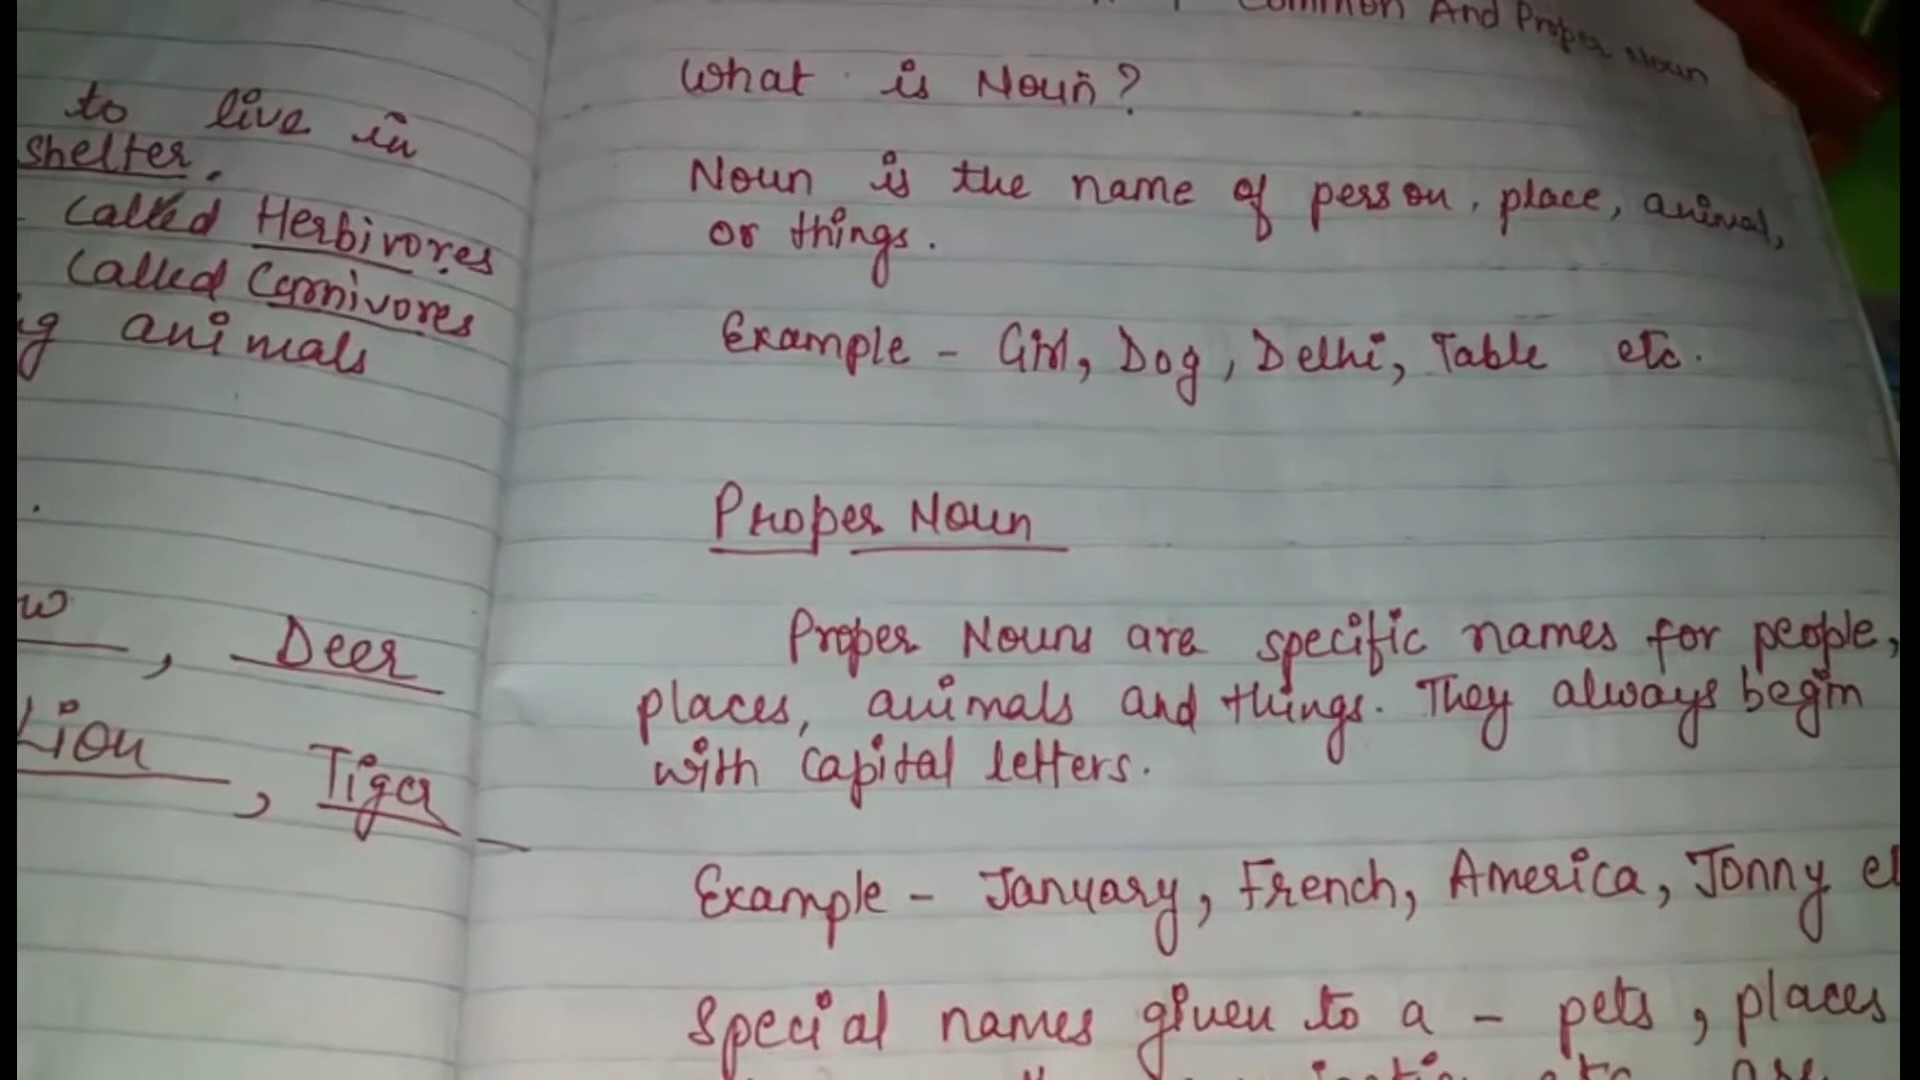 to live in
shelter.
called Herbivores
called Carnivores
animals
Deer
Lion, Tiger
Common And Proper Noun
What is Noun?
Noun is the name of person, place, animal,
or things.
Example - Girl, Dog, Delhi, Table etc.
Proper Noun
Proper Nouns are specific names for people,
places, animals and things. They always begin
with capital letters.
Example - January, French, America, Jonny
Special names given to a - pets, places